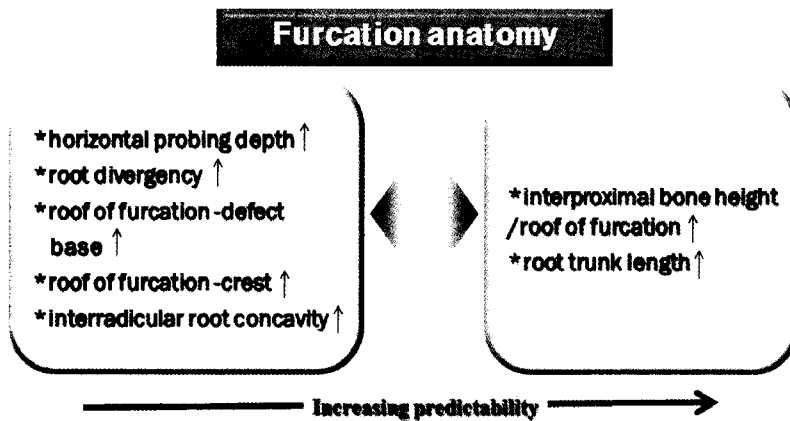 Furcation anatomy
*horizontal probing depth ↑
*root divergency ↑
*roof of furcation -defect
base ↑
*roof of furcation -crest ↑
*interradicular root concavity ↑
*interproximal bone height
/roof of furcation ↑
*root trunk length ↑
Increasing predictability